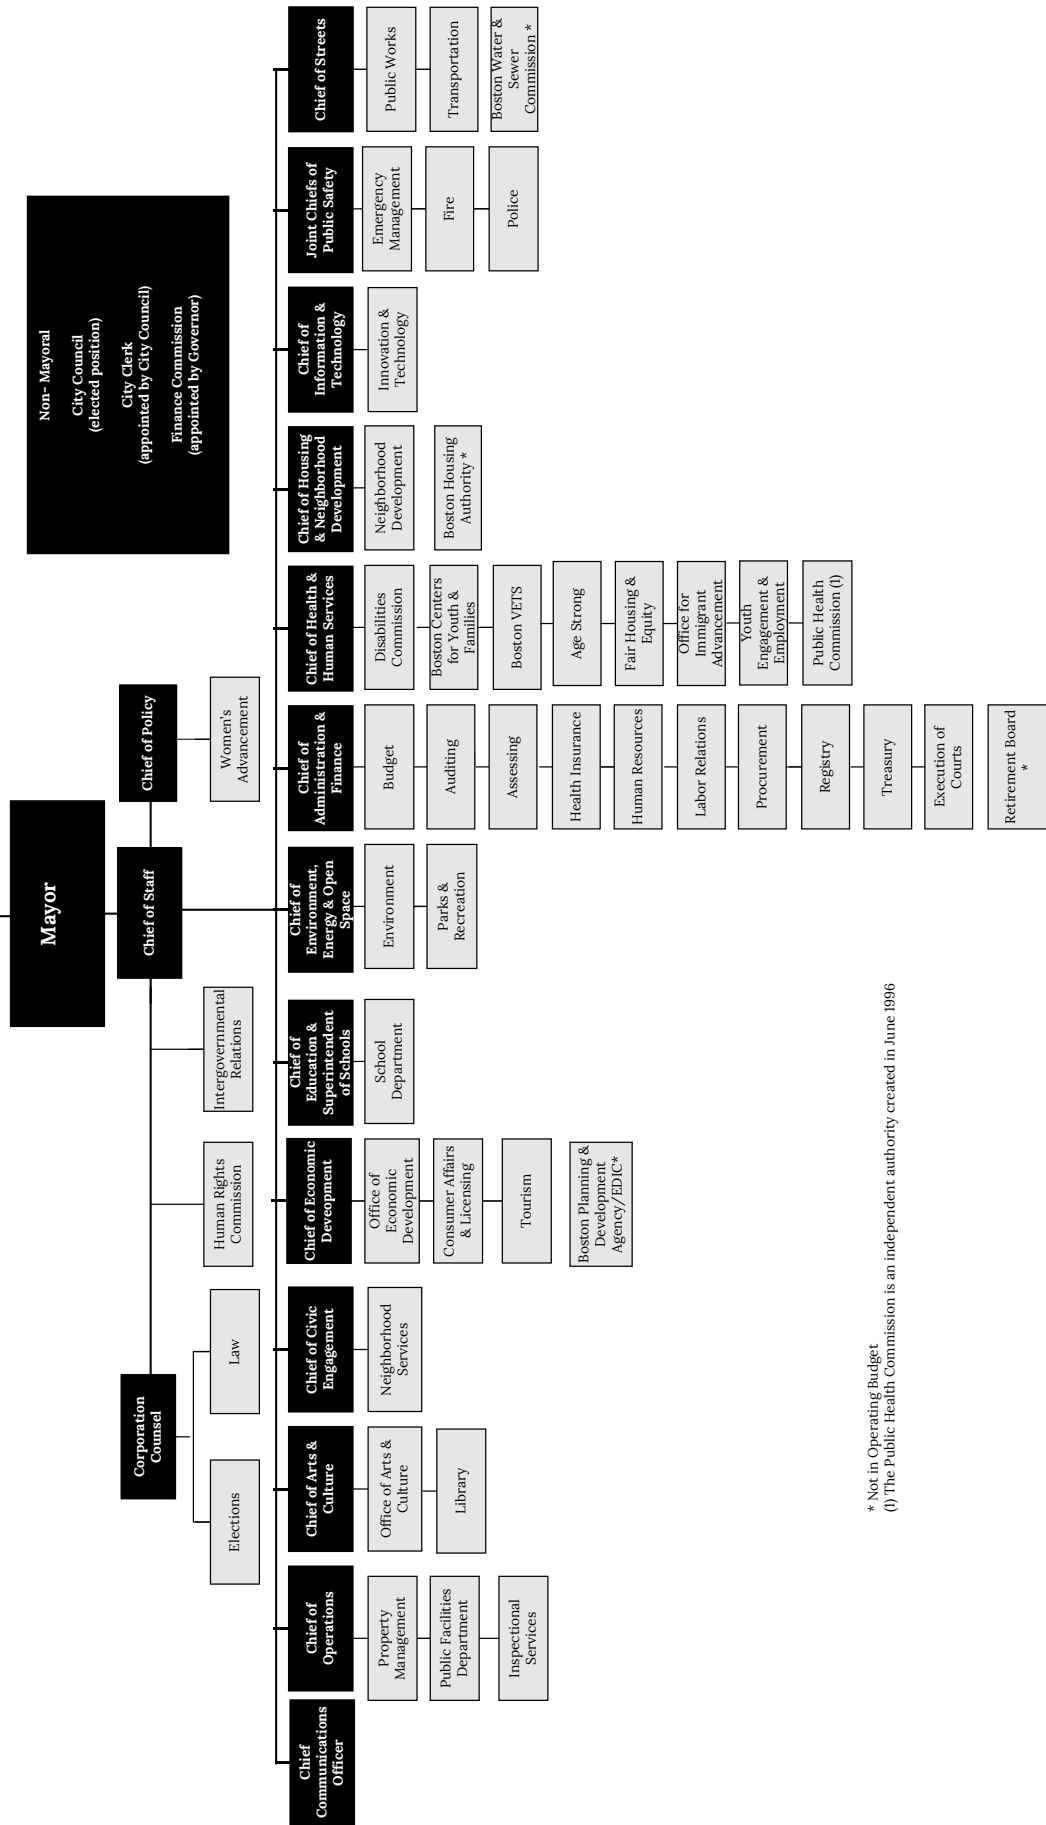 Mayor
Non- Mayoral
City Council
(elected position)
City Clerk
(appointed by City Council)
Finance Commission
(appointed by Governor)
Corporation
Counsel
Chief of Staff
Chief of Policy
Elections
Law
Human Rights
Commission
Intergovernmental
Relations
Women's
Advancement
Chief
Communications
Officer
Chief of
Operations
Property
Management
Public Facilities
Department
Inspectional
Services
Chief of Arts &
Culture
Office of Arts &
Culture
Library
Chief of Civic
Engagement
Neighborhood
Services
Chief of Economic
Deveopment
Office of
Economic
Development
Consumer Affairs
& Licensing
Tourism
Boston Planning &
Development
Agency/EDIC*
Chief of
Education &
Superintendent
of Schools
School
Department
Chief of
Environment,
Energy & Open
Space
Environment
Parks &
Recreation
Chief of
Administration &
Finance
Budget
Auditing
Assessing
Health Insurance
Human Resources
Labor Relations
Procurement
Registry
Treasury
Execution of
Courts
Retirement Board
*
Chief of Health &
Human Services
Disabilities
Commission
Boston Centers
for Youth &
Families
Boston VETS
Age Strong
Fair Housing &
Equity
Office for
Immigrant
Advancement
Youth
Engagement &
Employment
Public Health
Commission (1)
Chief of Housing
& Neighborhood
Development
Neighborhood
Development
Boston Housing
Authority *
Chief of
Information &
Technology
Innovation &
Technology
Joint Chiefs of
Public Safety
Emergency
Management
Fire
Police
Chief of Streets
Public Works
Transportation
Boston Water &
Sewer
Commission *
* Not in Operating Budget
(1) The Public Health Commission is an independent authority created in June 1996